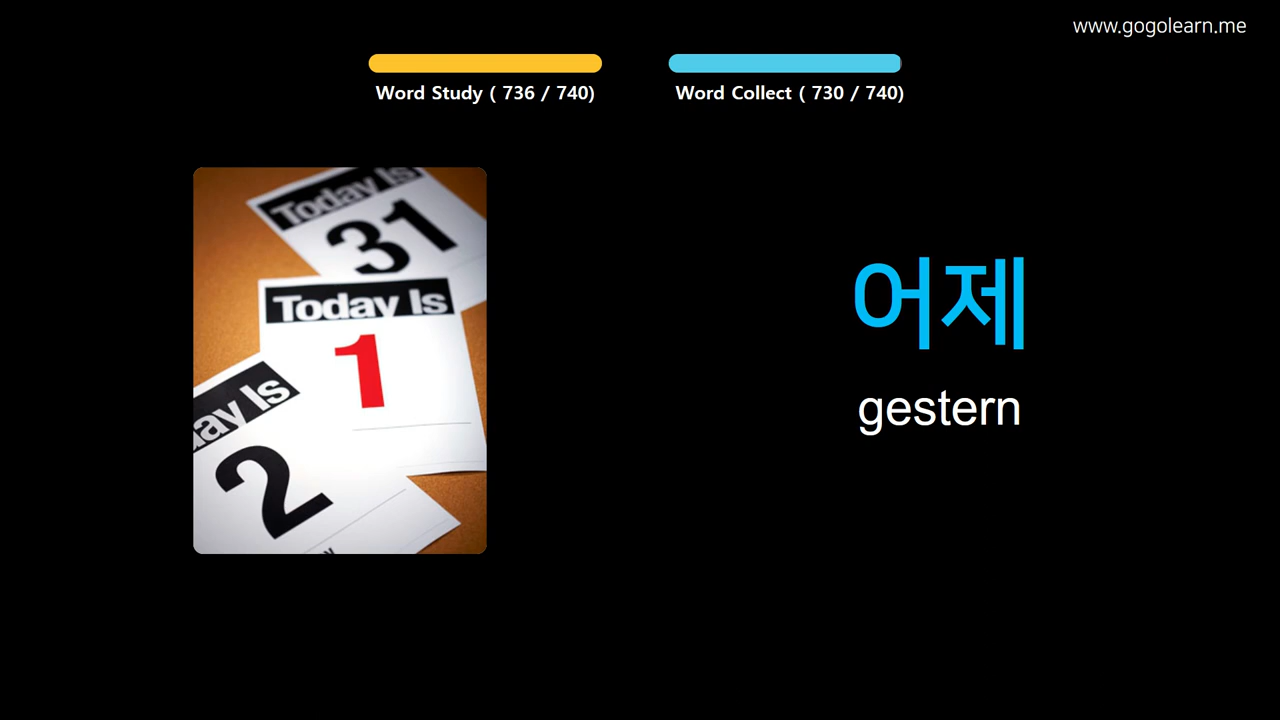 www.gogolearn.me
Word Study ( 736 / 740)
Word Collect ( 730 / 740)
Today Is
31
Today Is
1
ay Is
2
어제
gestern